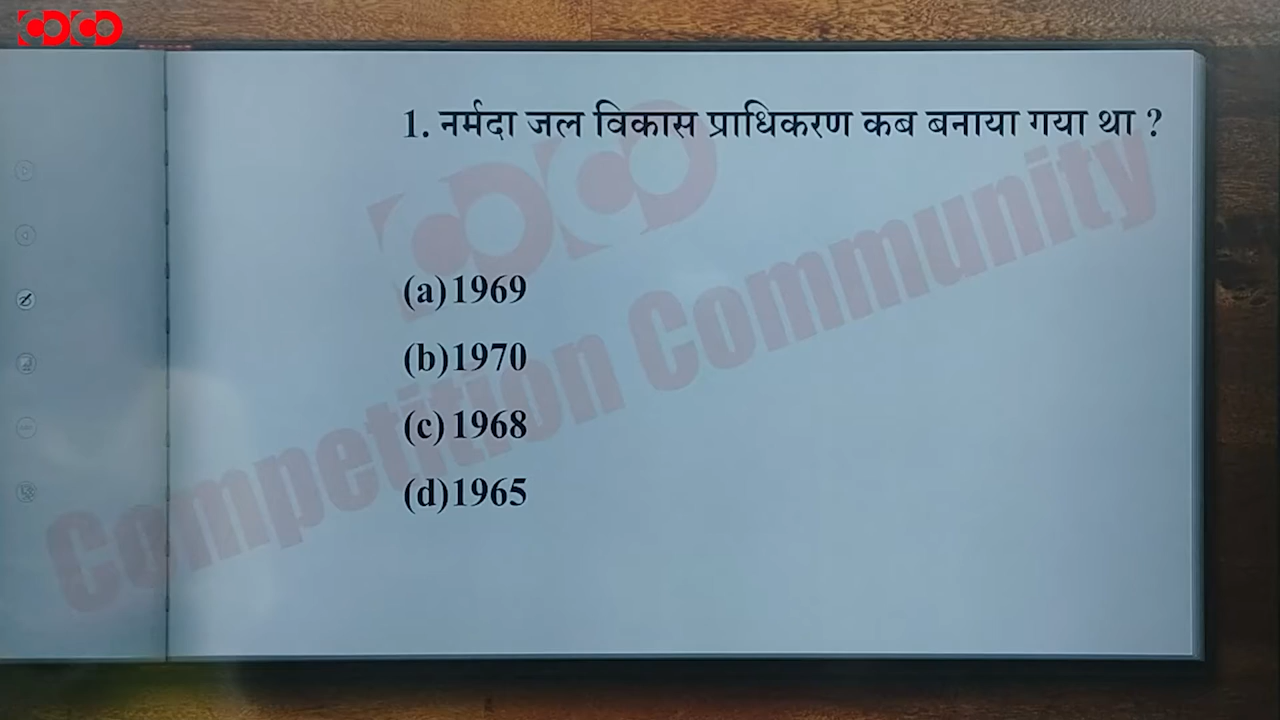 1. नर्मदा जल विकास प्राधिकरण कब बनाया गया था ?
(a) 1969
(b) 1970
(c) 1968
(d) 1965
Competition Community